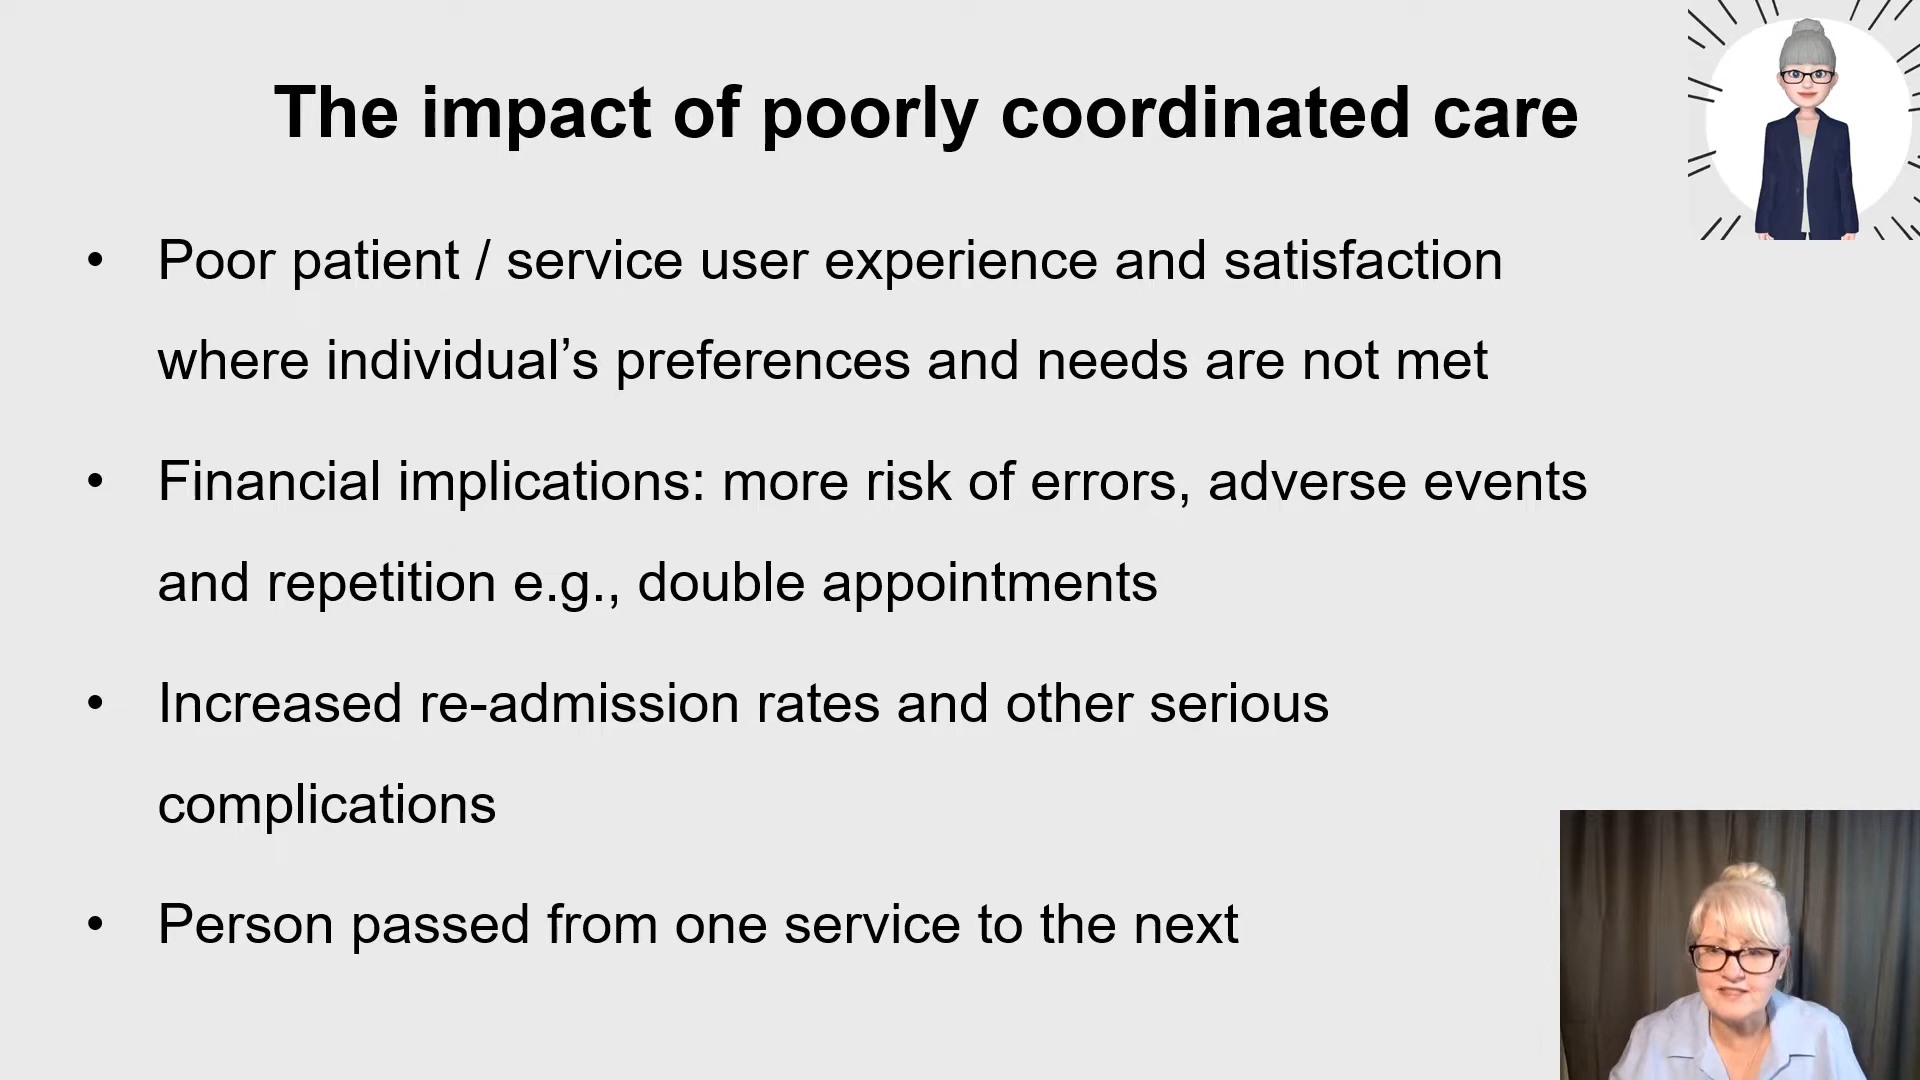 The impact of poorly coordinated care
• Poor patient / service user experience and satisfaction
where individual’s preferences and needs are not met
• Financial implications: more risk of errors, adverse events
and repetition e.g., double appointments
• Increased re-admission rates and other serious
complications
• Person passed from one service to the next